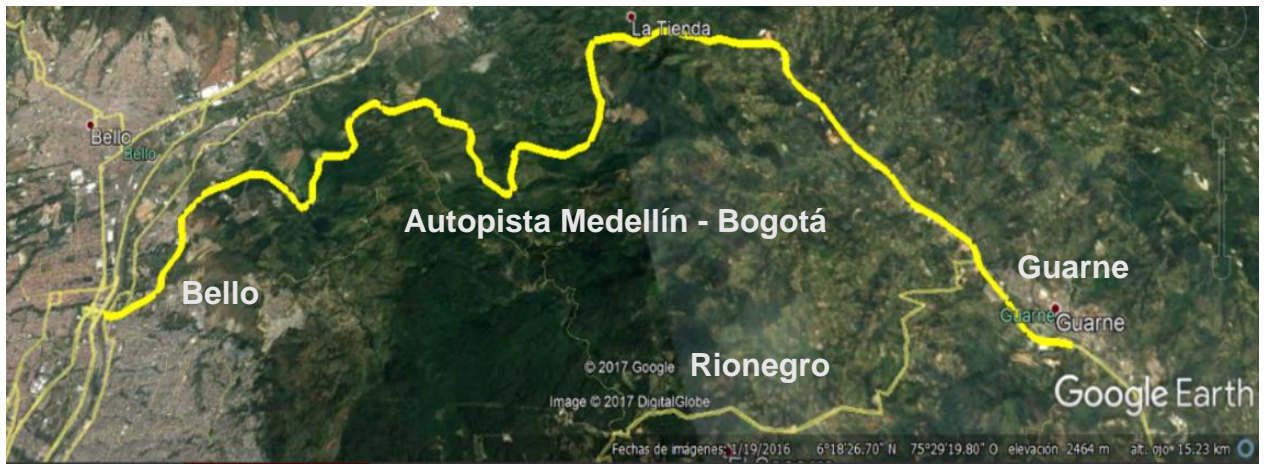 La Tienda
Bello
Bello
Autopista Medellín - Bogotá
Guarne
Bello
Guarne
Guarne
© 2017 Google
Rionegro
Google Earth
Image © 2017 DigitalGlobe
Fechas de imágenes: 1/19/2016 6°18'26.70" N 75°29'19.80" O elevación 2464 m alt. ojo 15.23 km